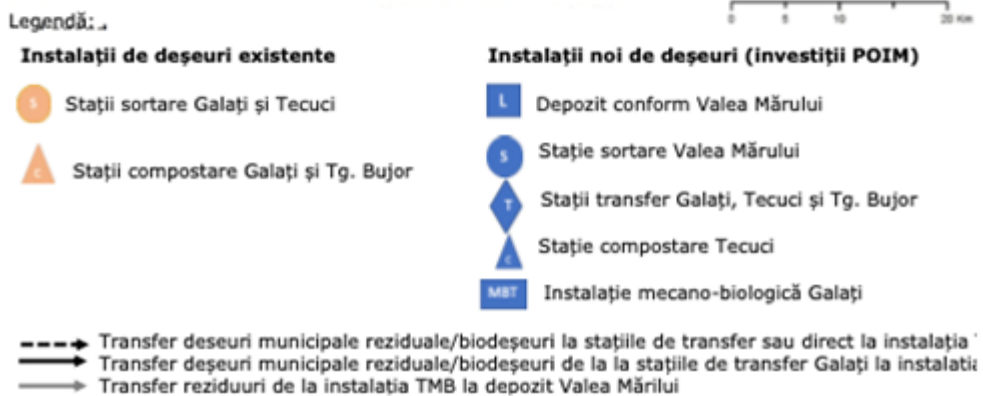 Legendă:
0 5 10 20 Km
Instalații de deșeuri existente
S Stații sortare Galați și Tecuci
C Stații compostare Galați și Tg. Bujor
Instalații noi de deșeuri (investiții POIM)
L Depozit conform Valea Mărului
S Stație sortare Valea Mărului
T Stații transfer Galați, Tecuci și Tg. Bujor
C Stație compostare Tecuci
MBT Instalație mecano-biologică Galați
Transfer deseuri municipale reziduale/biodeșeuri la stațiile de transfer sau direct la instalația
Transfer deșeuri municipale reziduale/biodeșeuri de la la stațiile de transfer Galați la instalatia
Transfer reziduuri de la instalația TMB la depozit Valea Mărilui